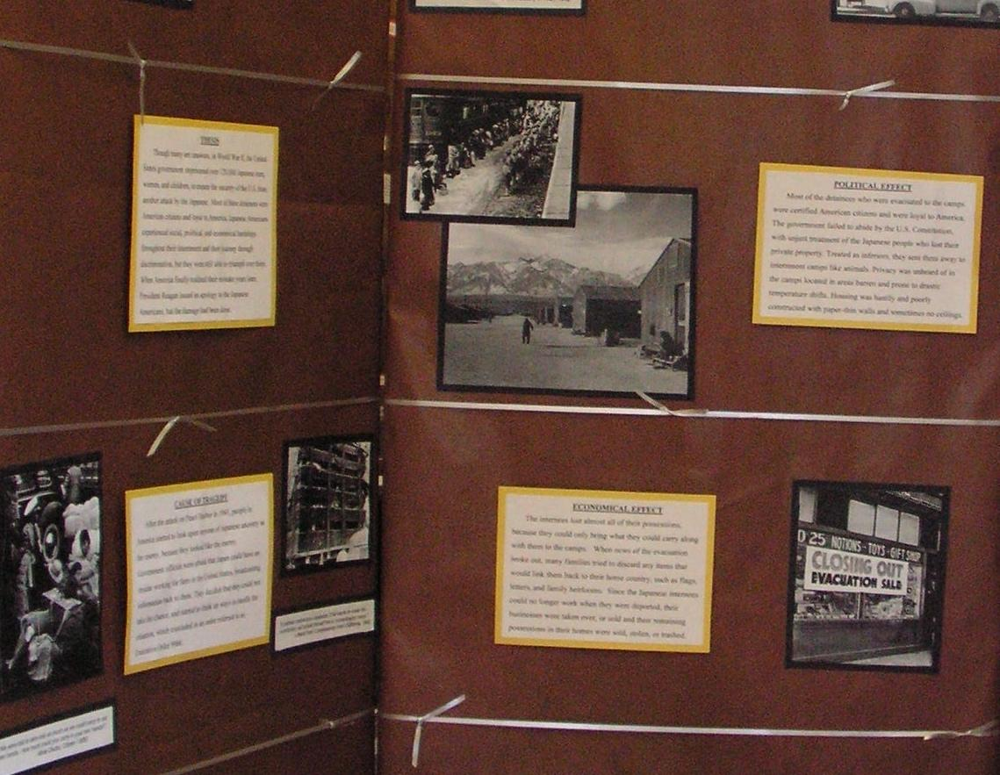 THESIS
Though many are unaware, in World War II, the United
States government imprisoned over 120,000 Japanese men,
women, and children, to ensure the security of the U.S. from
another attack by the Japanese. Most of these detainees were
American citizens and loyal to America. Japanese Americans
experienced social, political, and economical hardships
throughout their internment and their journey through
discrimination, but they were still able to triumph over them.
When America finally realized their mistake years later,
President Reagan issued an apology to the Japanese
Americans, but the damage had been done.
POLITICAL EFFECT
Most of the detainees who were evacuated to the camps
were certified American citizens and were loyal to America.
The government failed to abide by the U.S. Constitution,
with unjust treatment of the Japanese people who lost their
private property. Treated as inferiors, they sent them away to
internment camps like animals. Privacy was unheard of in
the camps located in areas barren and prone to drastic
temperature shifts. Housing was hastily and poorly
constructed with paper-thin walls and sometimes no ceilings.
CAUSE OF TRAGEDY
After the attack on Pearl Harbor in 1941, people in
America started to look upon anyone of Japanese ancestry as
the enemy, because they looked like the enemy.
Government officials were afraid that Japan could have an
insider working for them in the United States, broadcasting
information back to them. They decided that they could not
take the chance, and started to think of ways to rectify the
situation, which concluded in an order referred to as
Executive Order 9066.
ECONOMICAL EFFECT
The internees lost almost all of their possessions,
because they could only bring what they could carry along
with them to the camps. When news of the evacuation
broke out, many families tried to discard any items that
would link them back to their home country, such as flags,
letters, and family heirlooms. Since the Japanese internees
could no longer work when they were deported, their
businesses were taken over, or sold and their remaining
possessions in their homes were sold, stolen, or trashed.
D 25 NOTIONS - TOYS - GIFT SHOP
CLOSING OUT
EVACUATION SALE